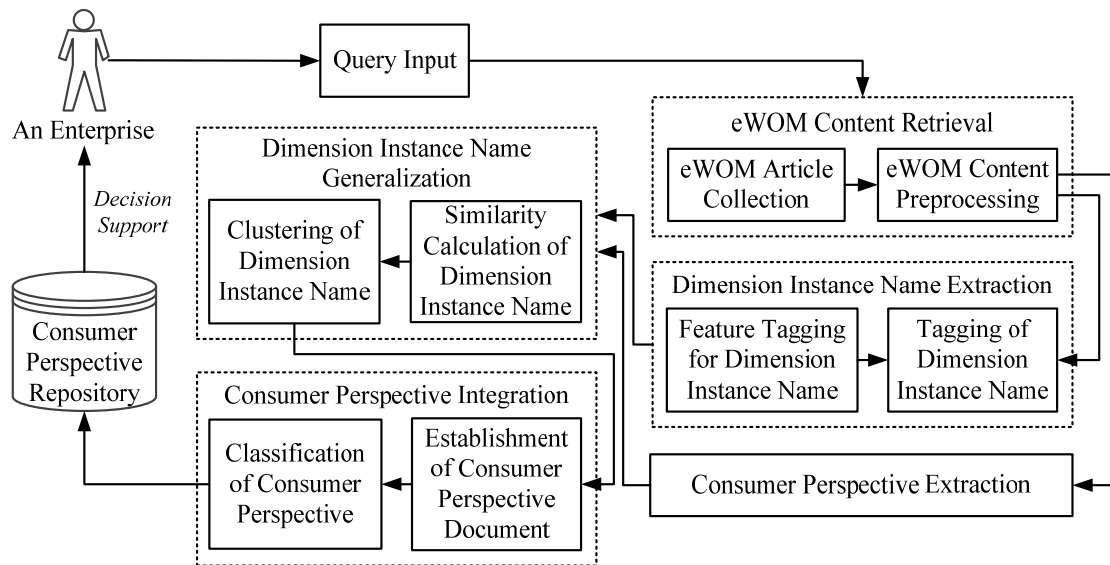 An Enterprise
Query Input
eWOM Content Retrieval
eWOM Article
Collection
eWOM Content
Preprocessing
Dimension Instance Name
Generalization
Clustering of
Dimension
Instance Name
Similarity
Calculation of
Dimension
Instance Name
Decision
Support
Dimension Instance Name Extraction
Feature Tagging
for Dimension
Instance Name
Tagging of
Dimension
Instance Name
Consumer
Perspective
Repository
Consumer Perspective Integration
Classification
of Consumer
Perspective
Establishment
of Consumer
Perspective
Document
Consumer Perspective Extraction